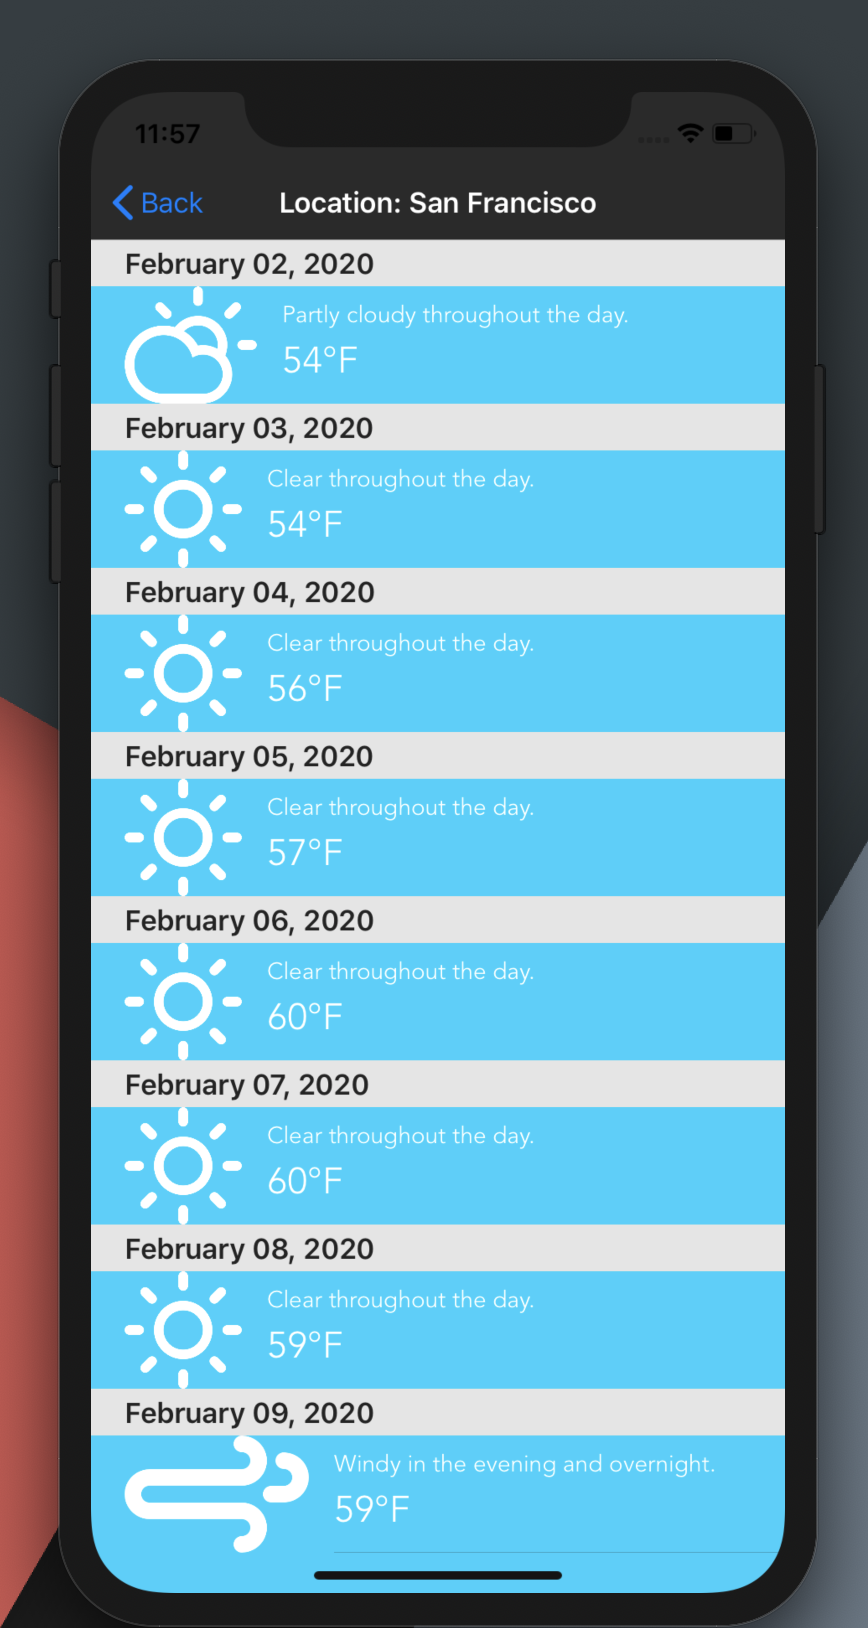 11:57
Back
Location: San Francisco
February 02, 2020
Partly cloudy throughout the day.
54°F
February 03, 2020
Clear throughout the day.
54°F
February 04, 2020
Clear throughout the day.
56°F
February 05, 2020
Clear throughout the day.
57°F
February 06, 2020
Clear throughout the day.
60°F
February 07, 2020
Clear throughout the day.
60°F
February 08, 2020
Clear throughout the day.
59°F
February 09, 2020
Windy in the evening and overnight.
59°F